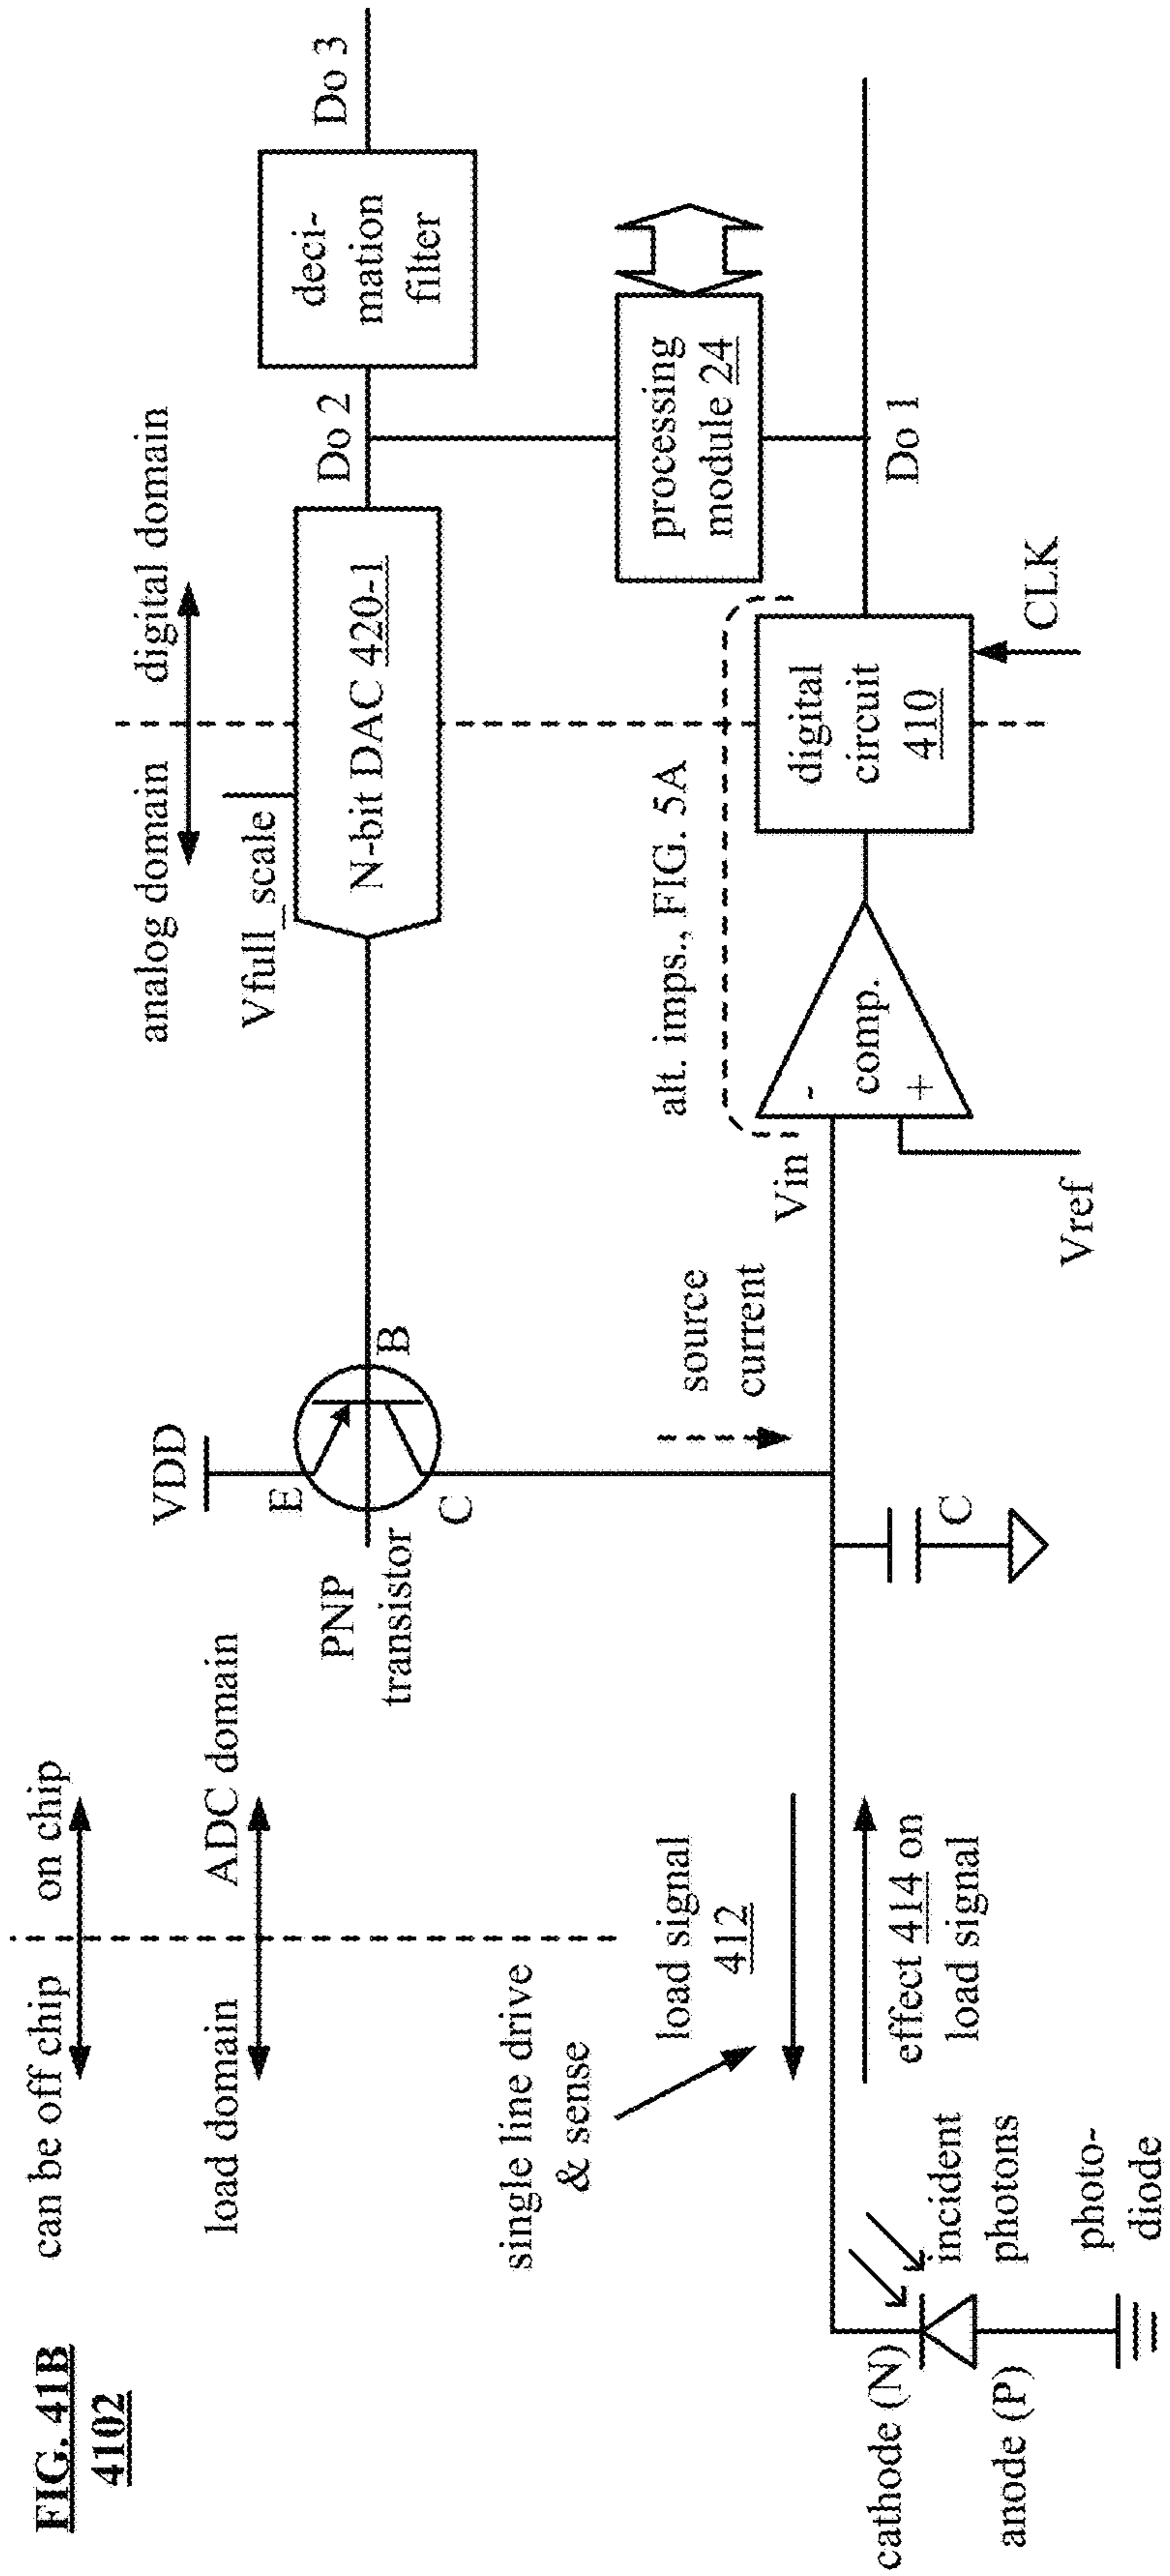 FIG. 41B
4102
can be off chip
on chip
load domain
ADC domain
analog domain
digital domain
VDD
E
B
C
PNP
transistor
Vfull_scale
N-bit DAC 420-1
Do 2
deci-
mation
filter
Do 3
single line drive
& sense
load signal
412
source
current
alt. imps., FIG. 5A
processing
module 24
Vin
-
comp.
+
Vref
digital
circuit
410
CLK
Do 1
effect 414 on
load signal
C
cathode (N)
anode (P)
incident
photons
photo-
diode